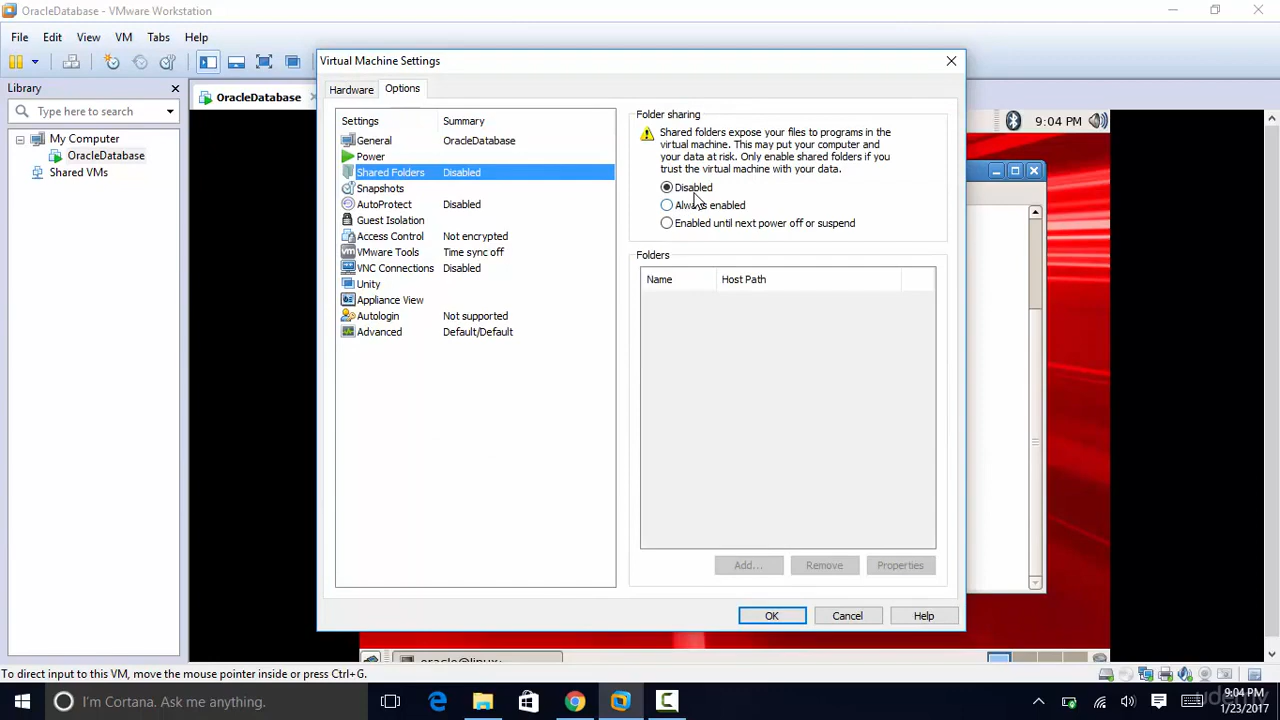 OracleDatabase - VMware Workstation
File Edit View VM Tabs Help
Library
Type here to search
My Computer
OracleDatabase
Shared VMs
OracleDatabase
9:04 PM
Virtual Machine Settings
Hardware Options
Settings Summary
General OracleDatabase
Power
Shared Folders Disabled
Snapshots
AutoProtect Disabled
Guest Isolation
Access Control Not encrypted
VMware Tools Time sync off
VNC Connections Disabled
Unity
Appliance View
Autologin Not supported
Advanced Default/Default
Folder sharing
Shared folders expose your files to programs in the
virtual machine. This may put your computer and
your data at risk. Only enable shared folders if you
trust the virtual machine with your data.
Disabled
Always enabled
Enabled until next power off or suspend
Folders
Name Host Path
Add... Remove Properties
OK Cancel Help
oracle@linux:
To direct input to this VM, move the mouse pointer inside or press Ctrl+G.
I'm Cortana. Ask me anything.
9:04 PM
1/23/2017
udemy